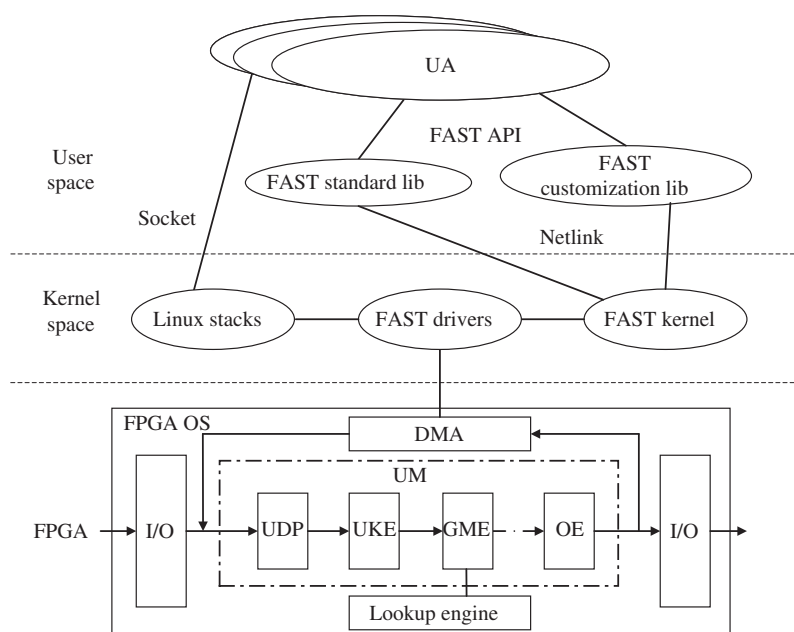 UA
FAST API
User
space
FAST standard lib
FAST
customization lib
Socket
Netlink
Kernel
space
Linux stacks
FAST drivers
FAST kernel
FPGA OS
DMA
UM
FPGA
I/O
UDP
UKE
GME
OE
I/O
Lookup engine